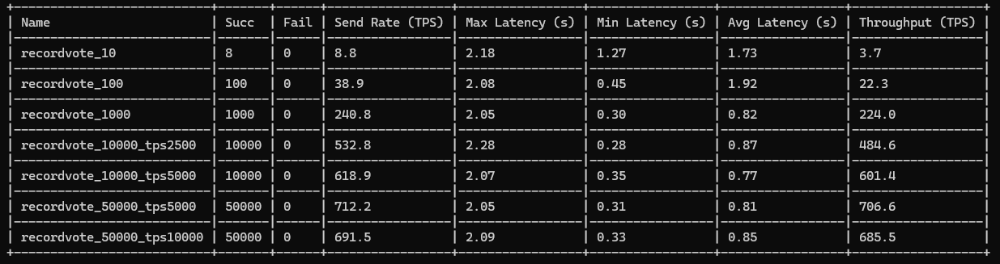 | Name | Succ | Fail | Send Rate (TPS) | Max Latency (s) | Min Latency (s) | Avg Latency (s) | Throughput (TPS) |
| recordvote_10 | 8 | 0 | 8.8 | 2.18 | 1.27 | 1.73 | 3.7 |
| recordvote_100 | 100 | 0 | 38.9 | 2.08 | 0.45 | 1.92 | 22.3 |
| recordvote_1000 | 1000 | 0 | 240.8 | 2.05 | 0.30 | 0.82 | 224.0 |
| recordvote_10000_tps2500 | 10000 | 0 | 532.8 | 2.28 | 0.28 | 0.87 | 484.6 |
| recordvote_10000_tps5000 | 10000 | 0 | 618.9 | 2.07 | 0.35 | 0.77 | 601.4 |
| recordvote_50000_tps5000 | 50000 | 0 | 712.2 | 2.05 | 0.31 | 0.81 | 706.6 |
| recordvote_50000_tps10000 | 50000 | 0 | 691.5 | 2.09 | 0.33 | 0.85 | 685.5 |